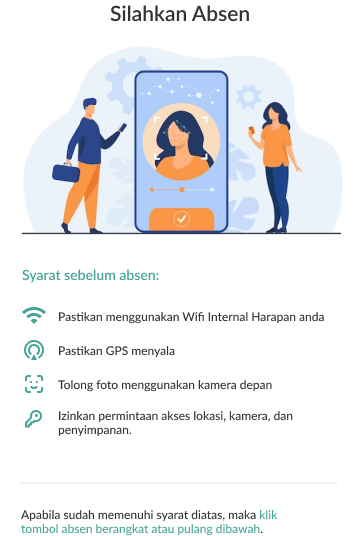 Silahkan Absen
Syarat sebelum absen:
Pastikan menggunakan Wifi Internal Harapan anda
Pastikan GPS menyala
Tolong foto menggunakan kamera depan
Izinkan permintaan akses lokasi, kamera, dan
penyimpanan.
Apabila sudah memenuhi syarat diatas, maka klik
tombol absen berangkat atau pulang dibawah.